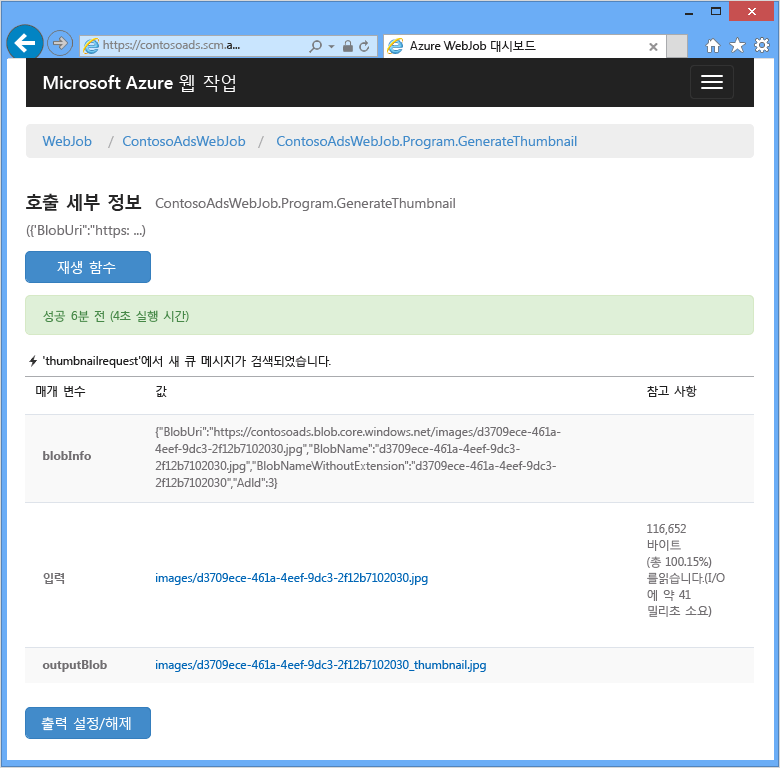 https://contosoads.scm.a...
Azure WebJob 대시보드
Microsoft Azure 웹 작업
WebJob / ContosoAdsWebJob / ContosoAdsWebJob.Program.GenerateThumbnail
호출 세부 정보 ContosoAdsWebJob.Program.GenerateThumbnail
({'BlobUri":"https: ...)
재생 함수
성공 6분 전 (4초 실행 시간)
'thumbnailrequest'에서 새 큐 메시지가 검색되었습니다.
매개 변수 값 참고 사항
blobInfo
{"BlobUri":"https://contosoads.blob.core.windows.net/images/d3709ece-461a-
4eef-9dc3-2f12b7102030.jpg","BlobName":"d3709ece-461a-4eef-9dc3-
2f12b7102030.jpg","BlobNameWithoutExtension":"d3709ece-461a-4eef-9dc3-
2f12b7102030","AdId":3}
입력
images/d3709ece-461a-4eef-9dc3-2f12b7102030.jpg
116,652
바이트
(총 100.15%)
를읽습니다.(I/O
에 약 41
밀리초 소요)
outputBlob
images/d3709ece-461a-4eef-9dc3-2f12b7102030_thumbnail.jpg
출력 설정/해제